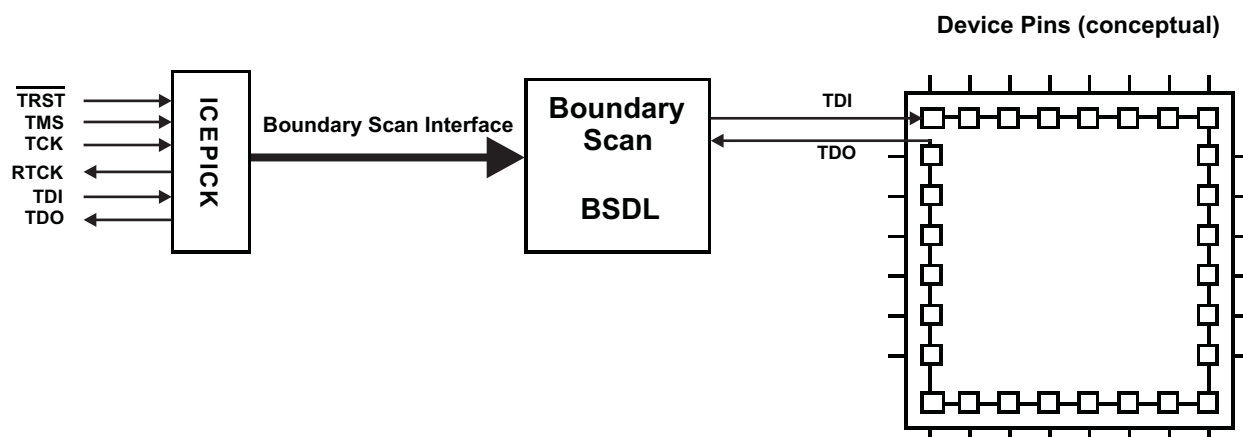 Device Pins (conceptual)
TRST
TMS
TCK
RTCK
TDI
TDO
ICEPICK
Boundary Scan Interface
Boundary
Scan
BSDL
TDI
TDO